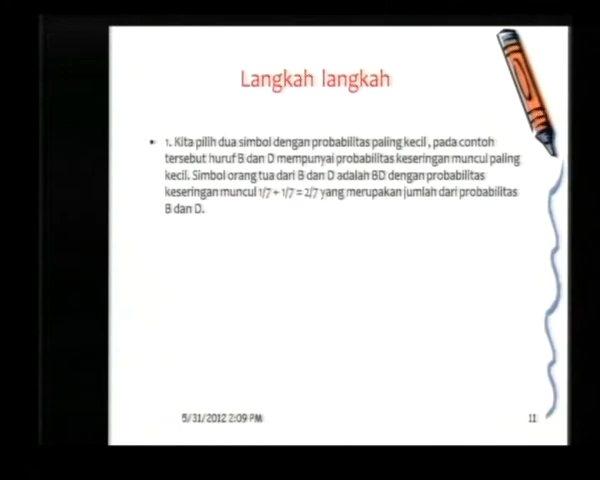 Langkah langkah
• 1. Kita pilih dua simbol dengan probabilitas paling kecil, pada contoh
tersebut huruf B dan D mempunyai probabilitas keseringan muncul paling
kecil. Simbol orang tua dari B dan D adalah BD dengan probabilitas
keseringan muncul 1/7 + 1/7 = 2/7 yang merupakan jumlah dari probabilitas
B dan D.
5/31/2012 2:09 PM
11